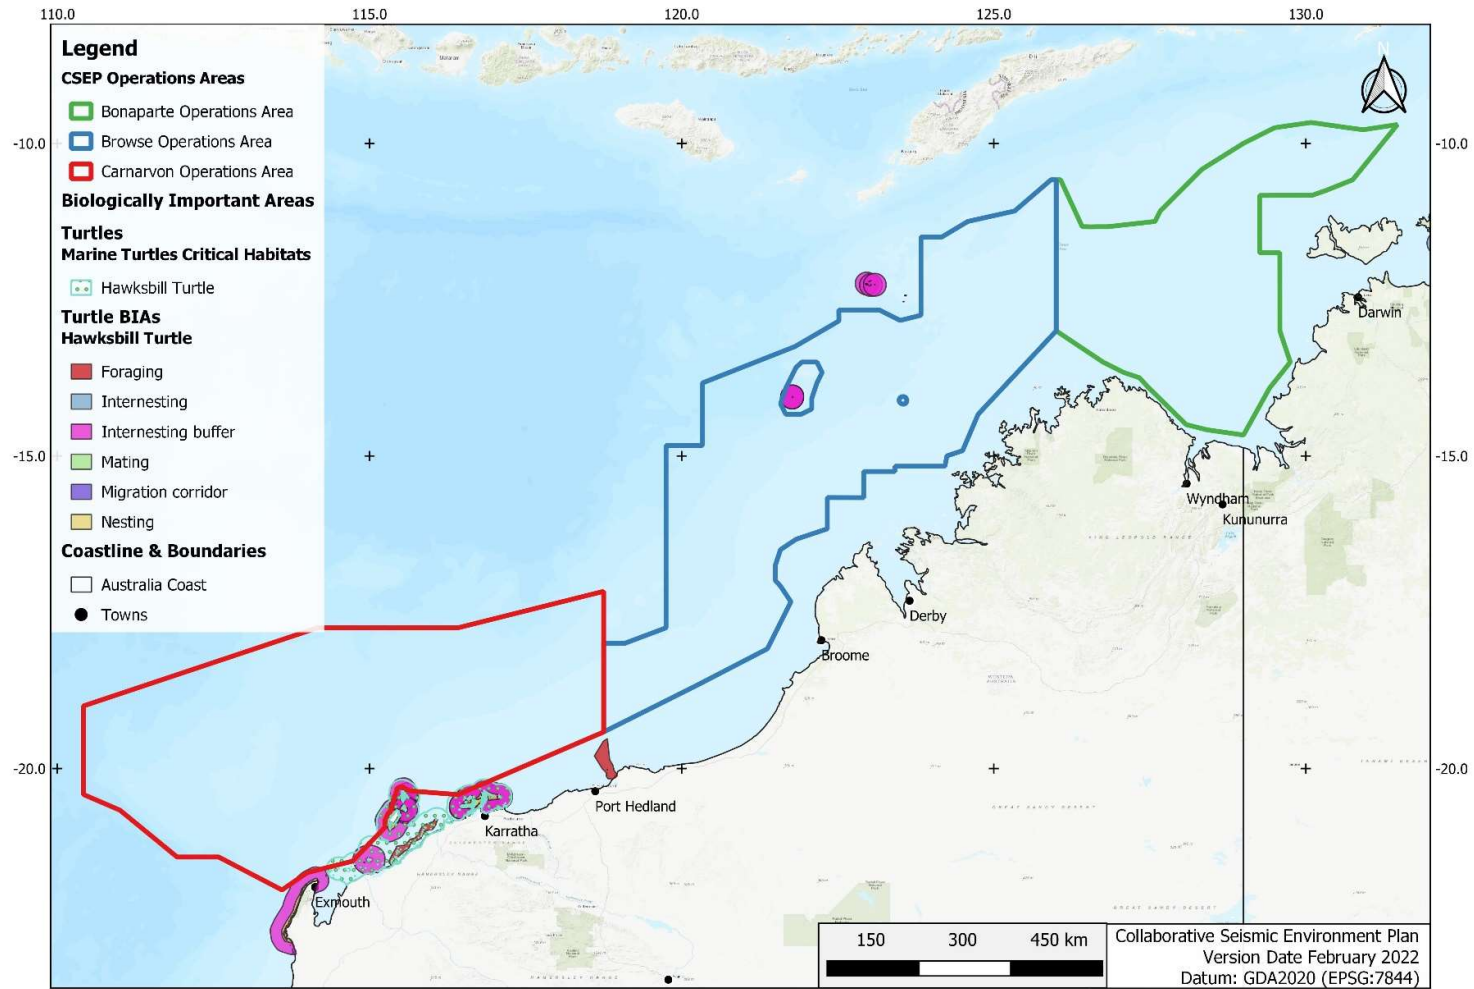 110.0 115.0 120.0 125.0 130.0
Legend
CSEP Operations Areas
Bonaparte Operations Area
Browse Operations Area
Carnarvon Operations Area
Biologically Important Areas
Turtles
Marine Turtles Critical Habitats
Hawksbill Turtle
Turtle BIAs
Hawksbill Turtle
Foraging
Internesting
Internesting buffer
Mating
Migration corridor
Nesting
Coastline & Boundaries
Australia Coast
Towns
N
-10.0 -10.0
Darwin
-15.0 -15.0
Wyndham
Kununurra
Derby
Broome
-20.0 -20.0
Port Hedland
Karratha
Exmouth
150 300 450 km
Collaborative Seismic Environment Plan
Version Date February 2022
Datum: GDA2020 (EPSG:7844)